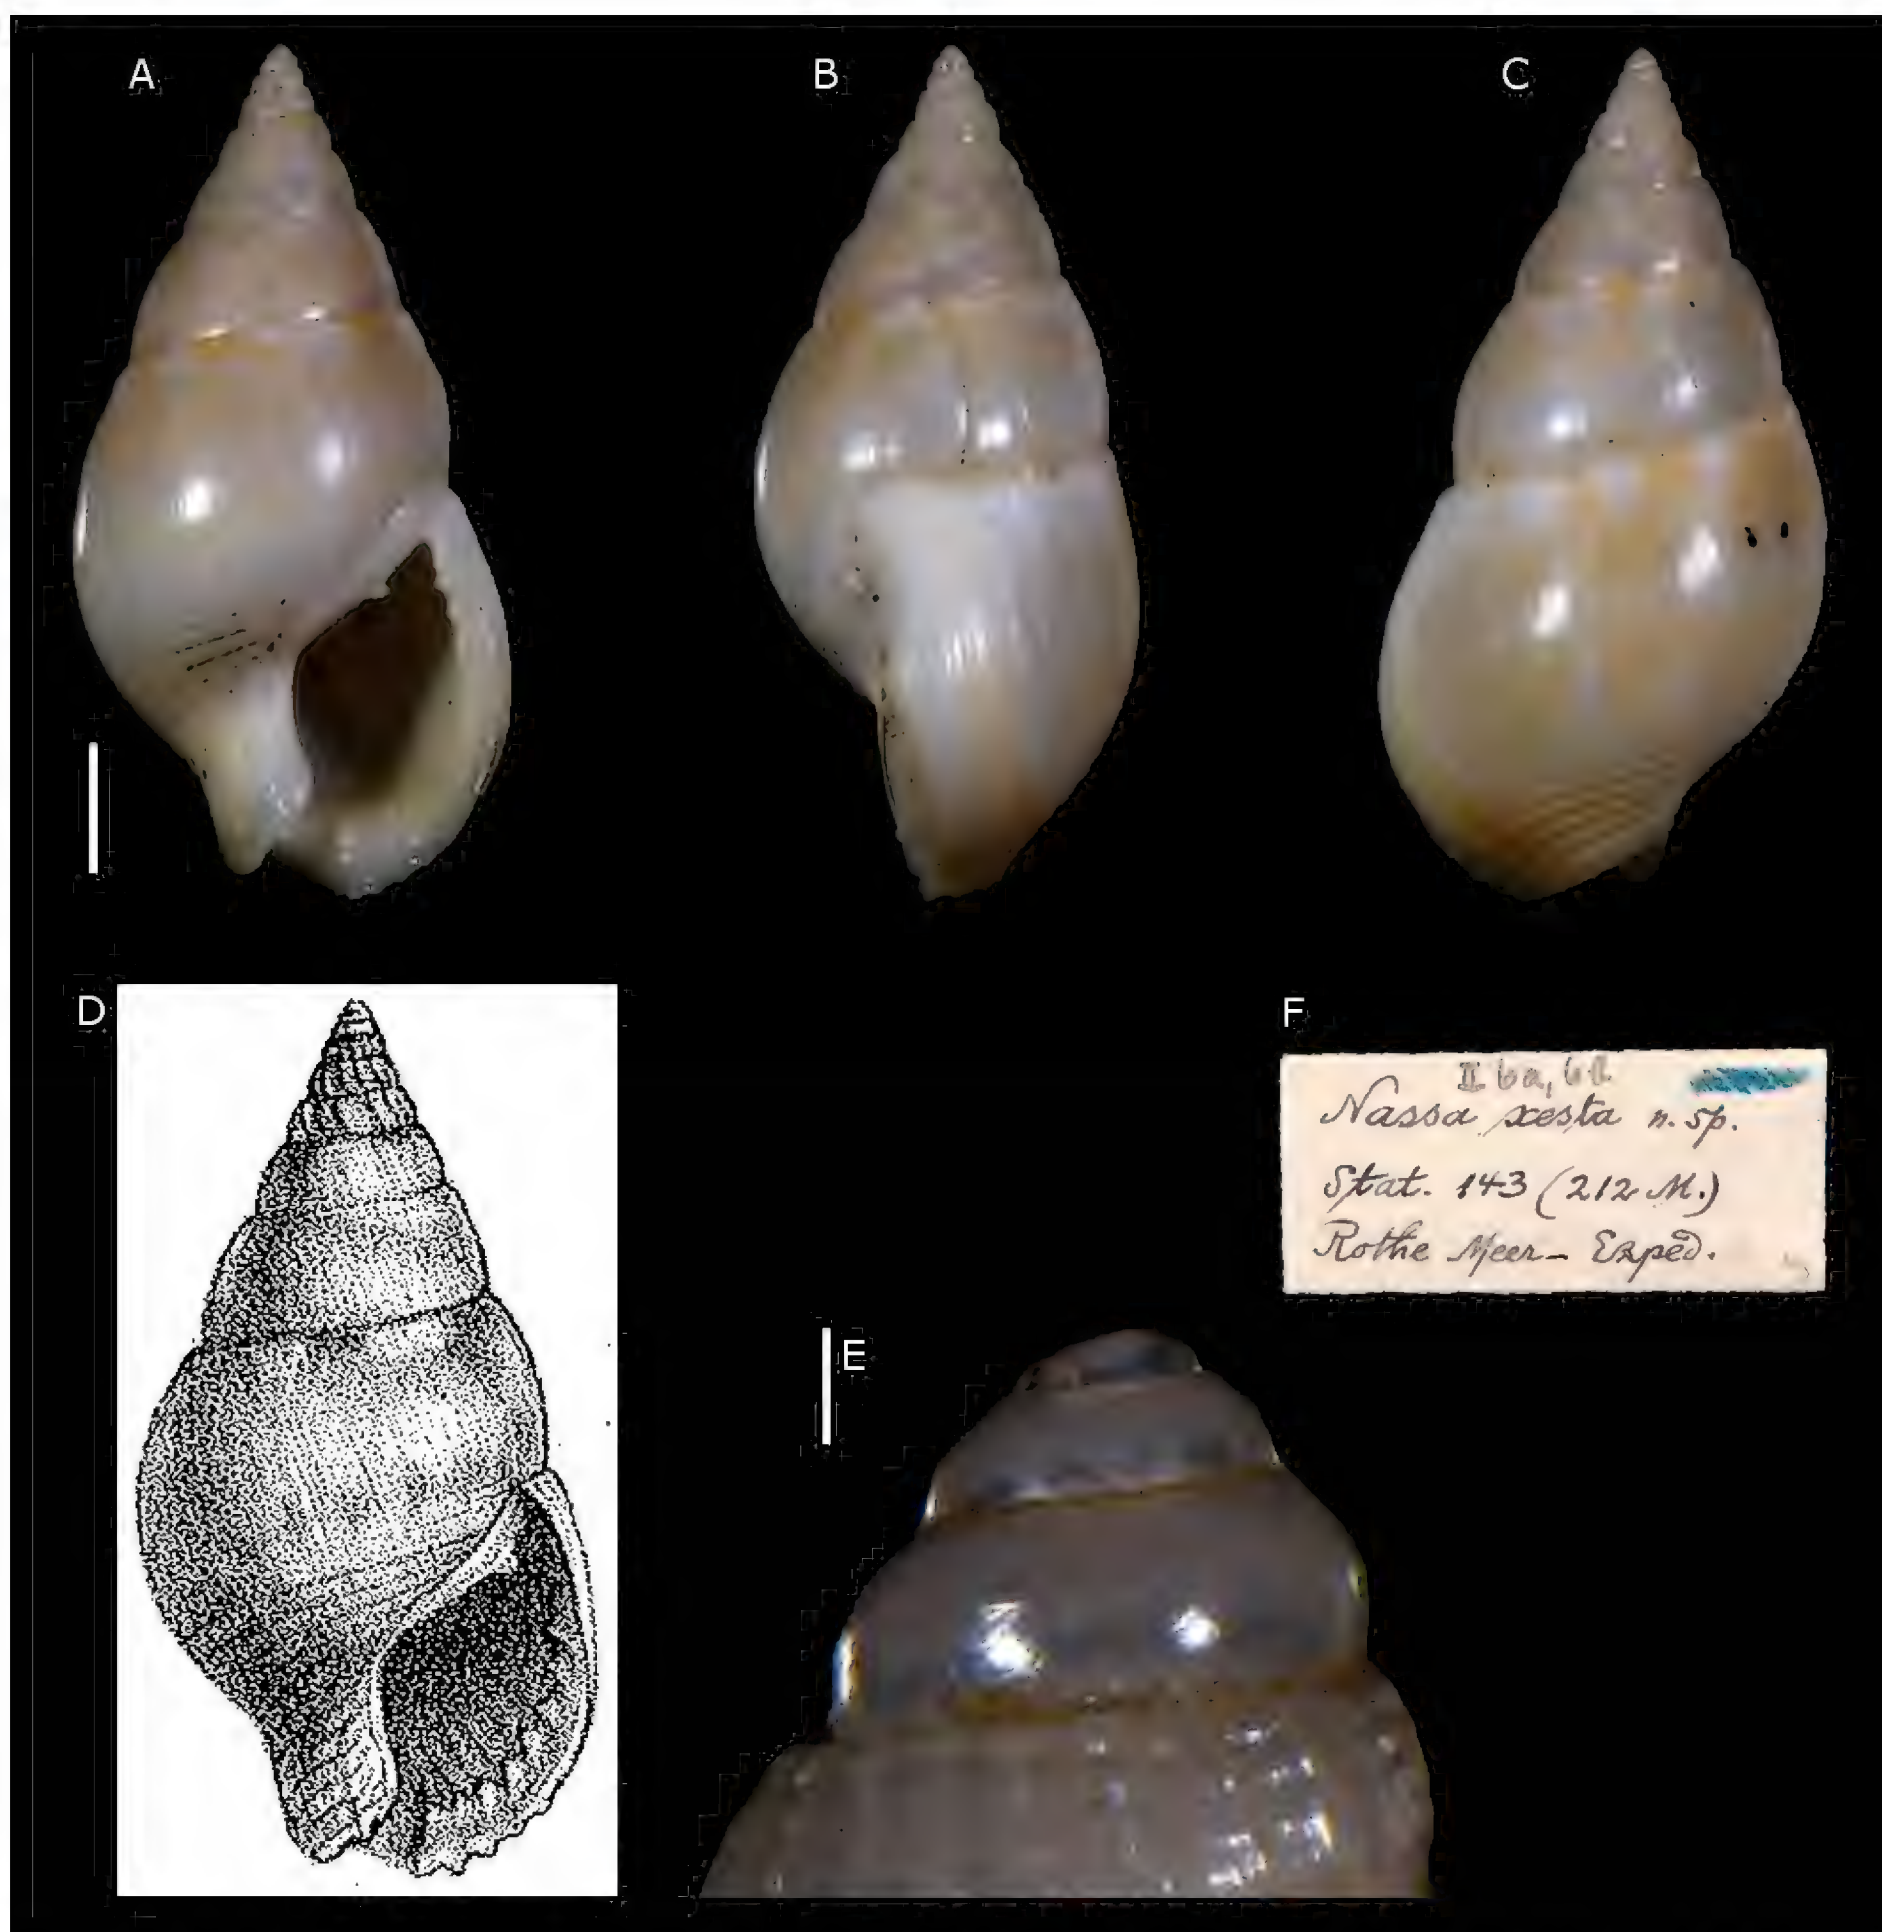 A
B
C
D
F
II 6a, 6b
Nassa xesta n. sp.
Stat. 143 (212 M.)
Rothe Meer - Exped.
E